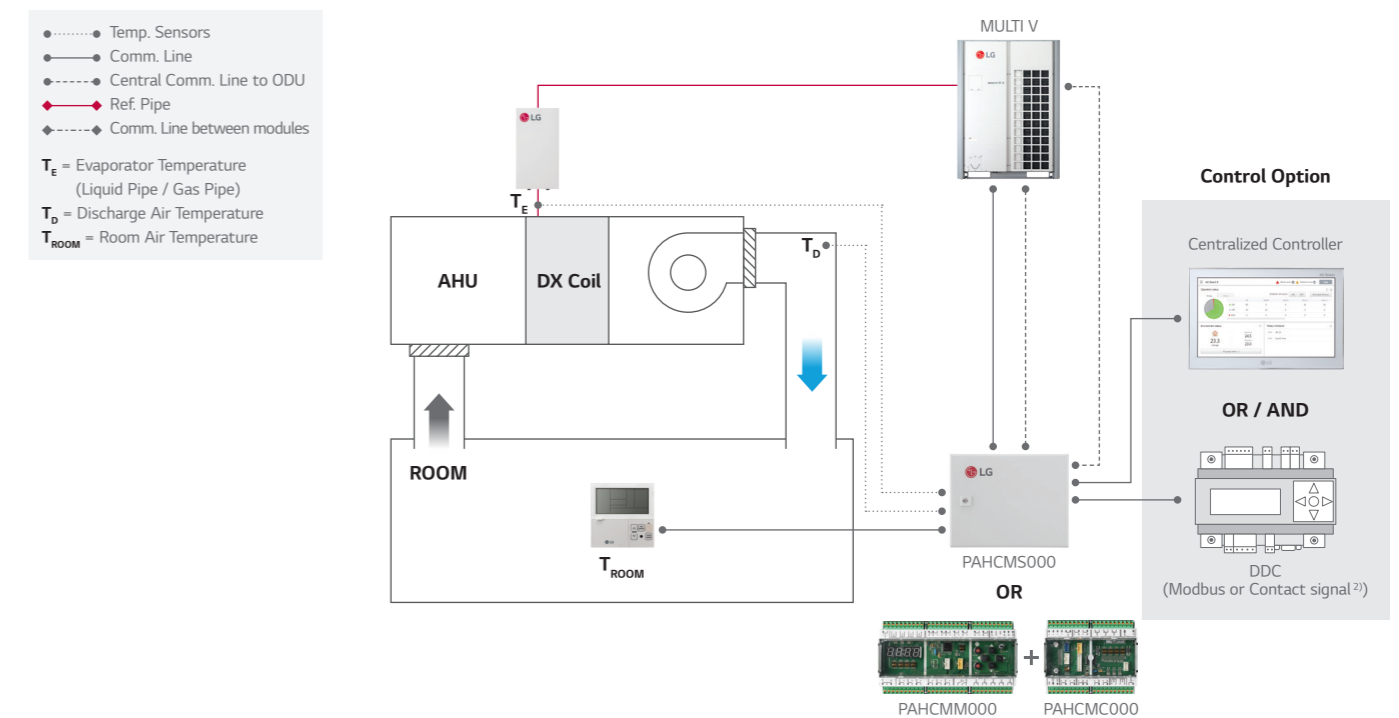 Temp. Sensors
Comm. Line
Central Comm. Line to ODU
Ref. Pipe
Comm. Line between modules
TE = Evaporator Temperature
(Liquid Pipe / Gas Pipe)
TD = Discharge Air Temperature
TROOM = Room Air Temperature
MULTI V
LG
LG
TE
TD
AHU
DX Coil
ROOM
TROOM
LG
PAHCMS000
OR
PAHCMM000
+
PAHCMC000
Control Option
Centralized Controller
OR / AND
DDC
(Modbus or Contact signal 2))